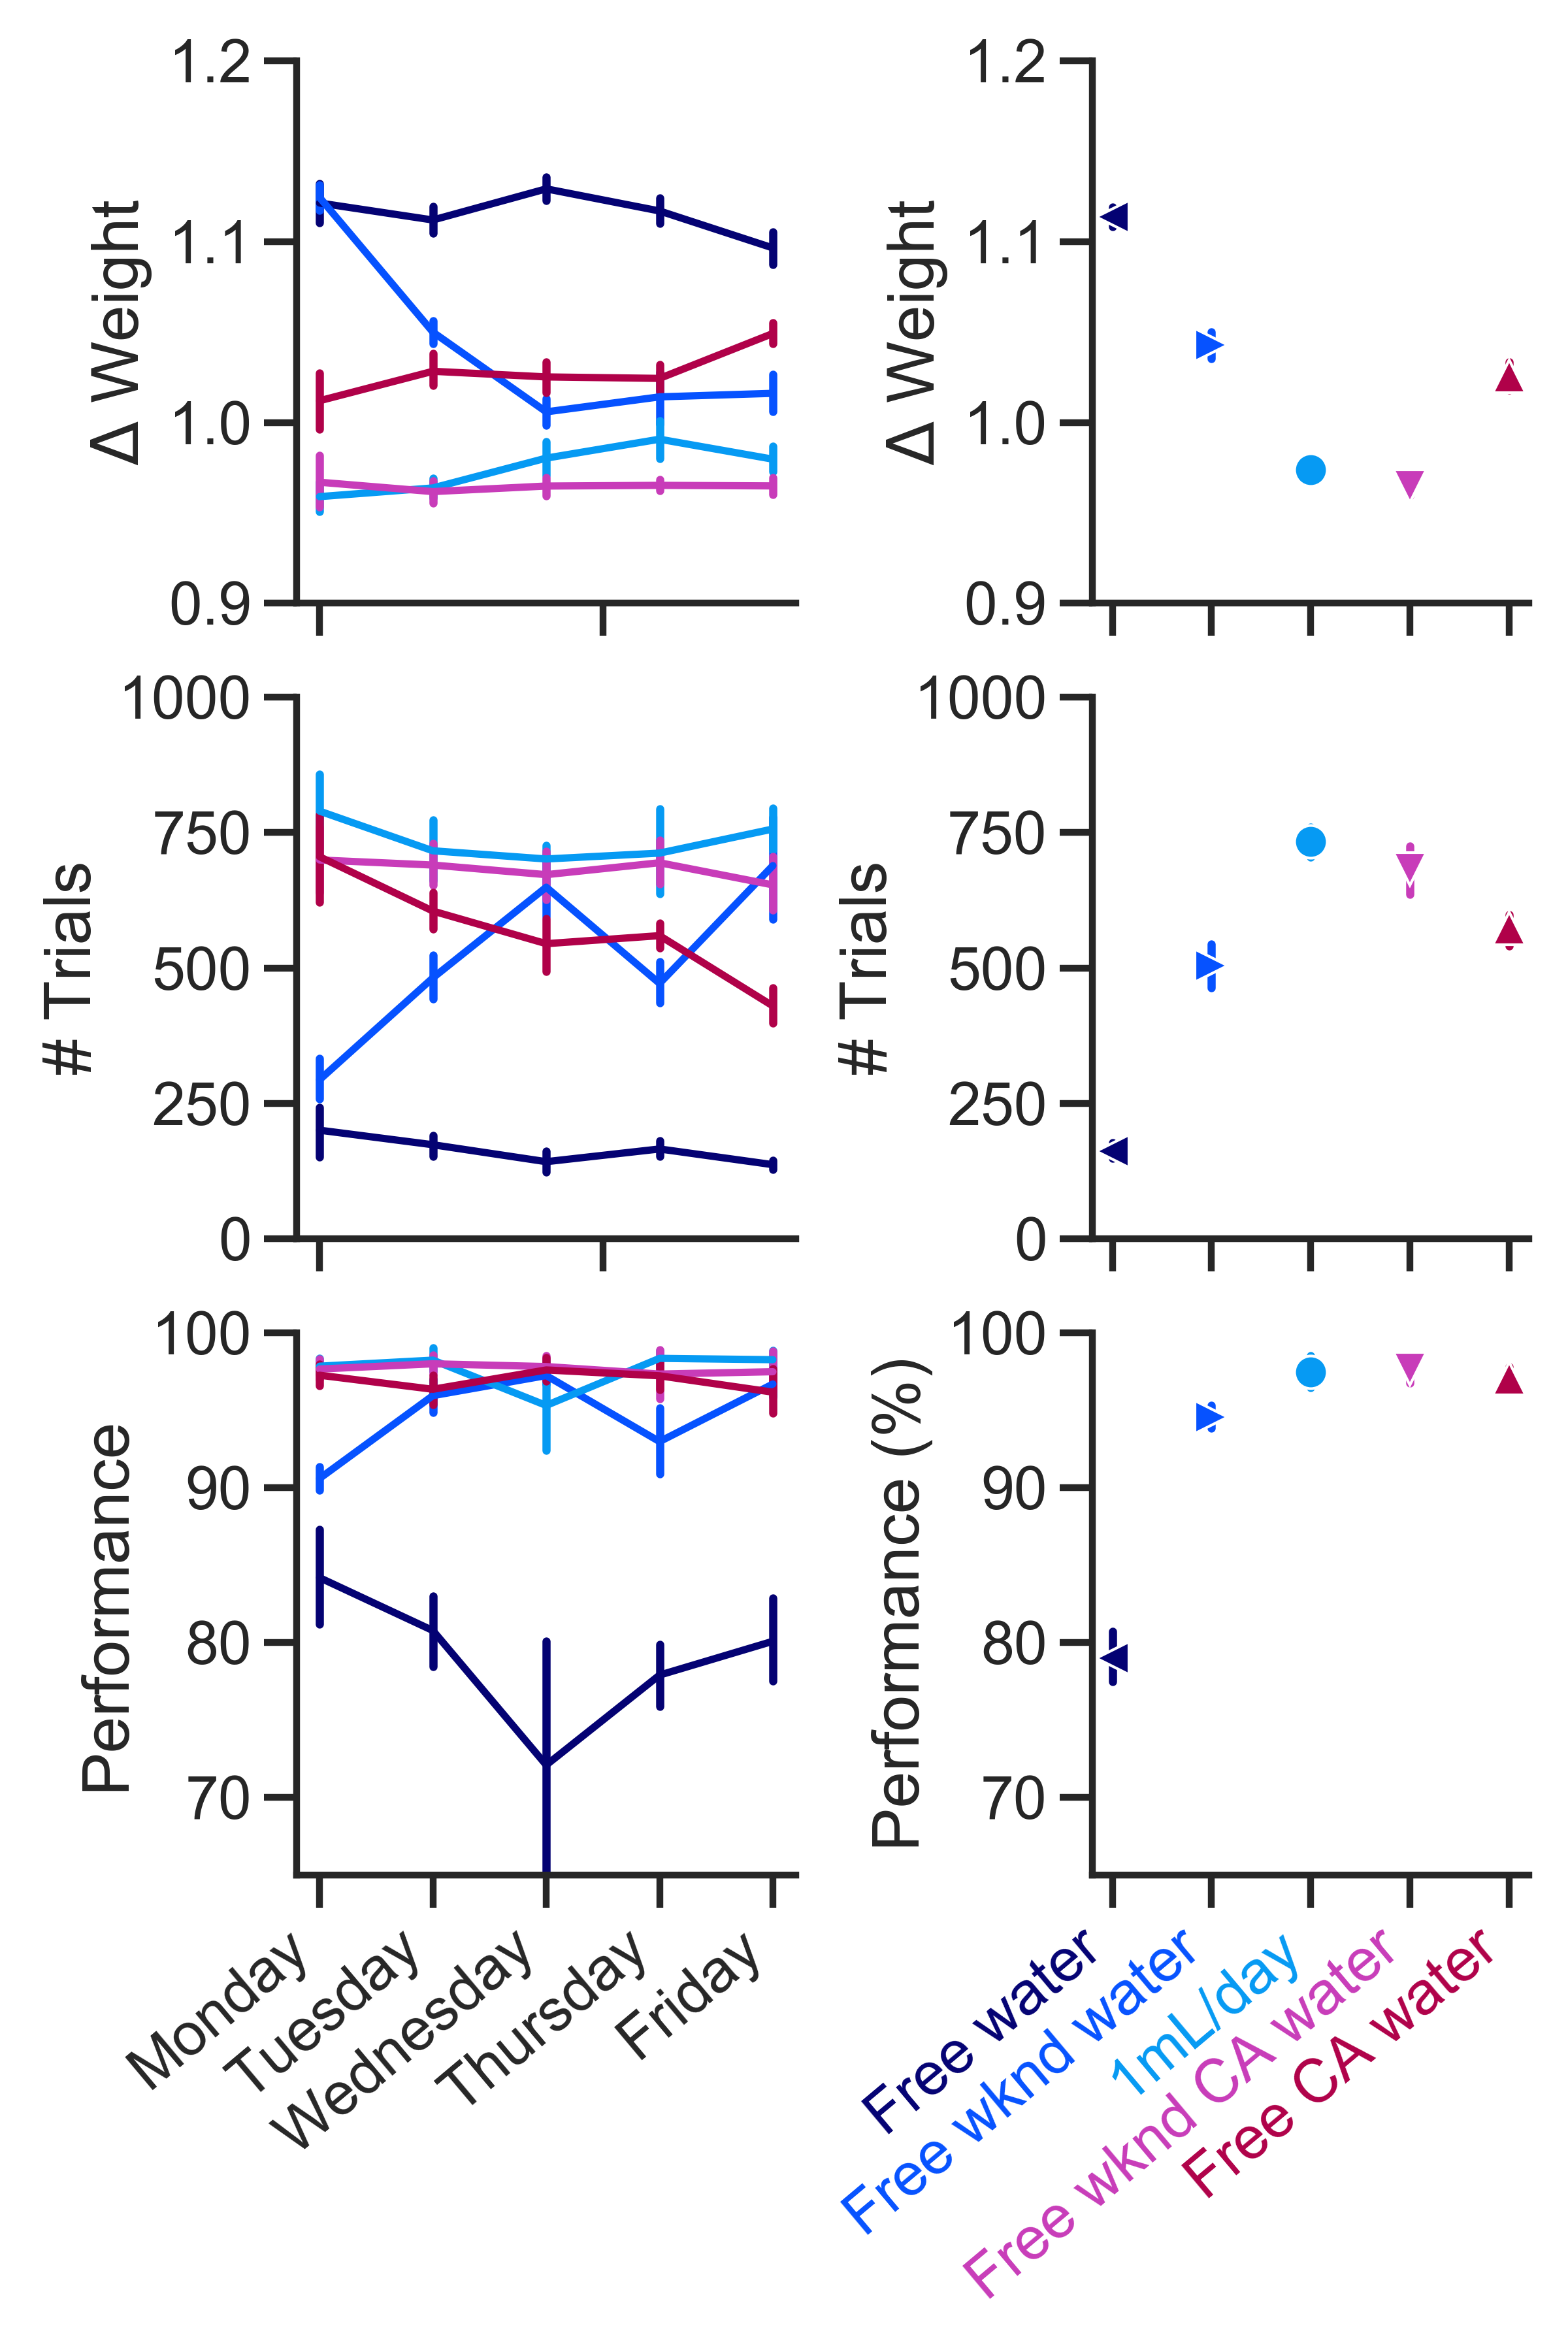 1.2
1.1
1.0
0.9
Δ Weight
1.2
1.1
1.0
0.9
Δ Weight
1000
750
500
250
0
# Trials
1000
750
500
250
0
# Trials
100
90
80
70
Performance
100
90
80
70
Performance (%)
Monday
Tuesday
Wednesday
Thursday
Friday
Free water
Free wknd water
1mL/day
Free wknd CA water
Free CA water